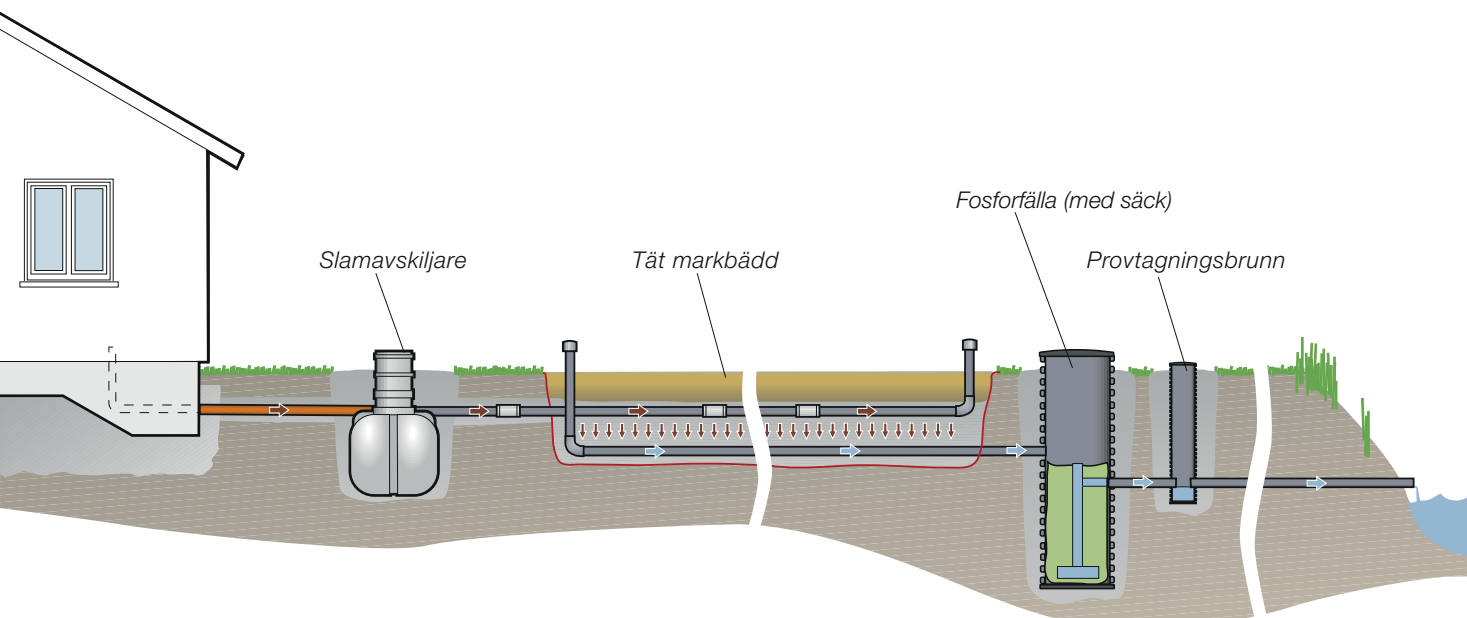 Slamavskiljare
Tät markbädd
Fosforfälla (med säck)
Provtagningsbrunn